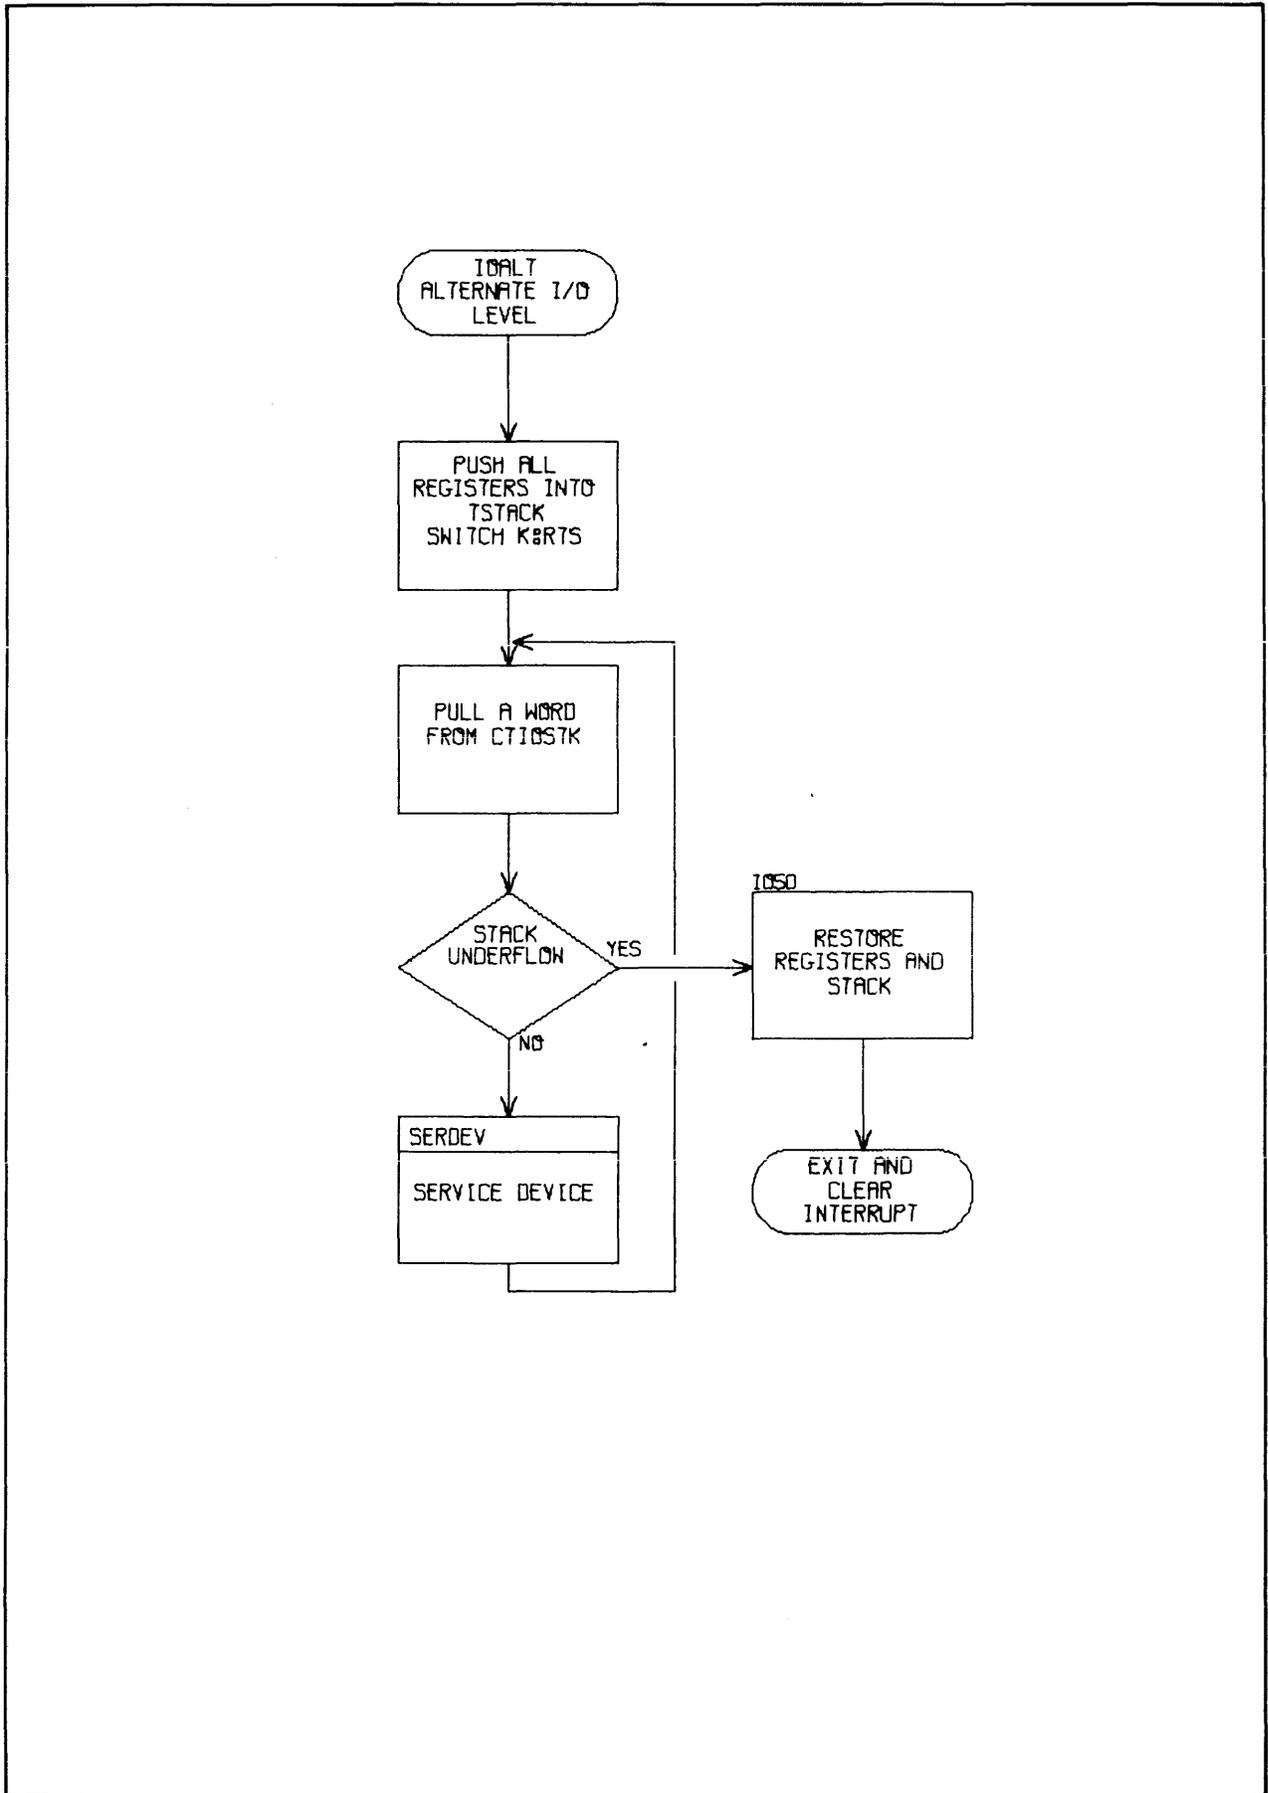 IOALT
ALTERNATE I/O
LEVEL
PUSH ALL
REGISTERS INTO
TSTACK
SWITCH K:RTS
PULL A WORD
FROM CTIOSTK
STACK
UNDERFLOW
YES
NO
IO50
RESTORE
REGISTERS AND
STACK
SERDEV
SERVICE DEVICE
EXIT AND
CLEAR
INTERRUPT